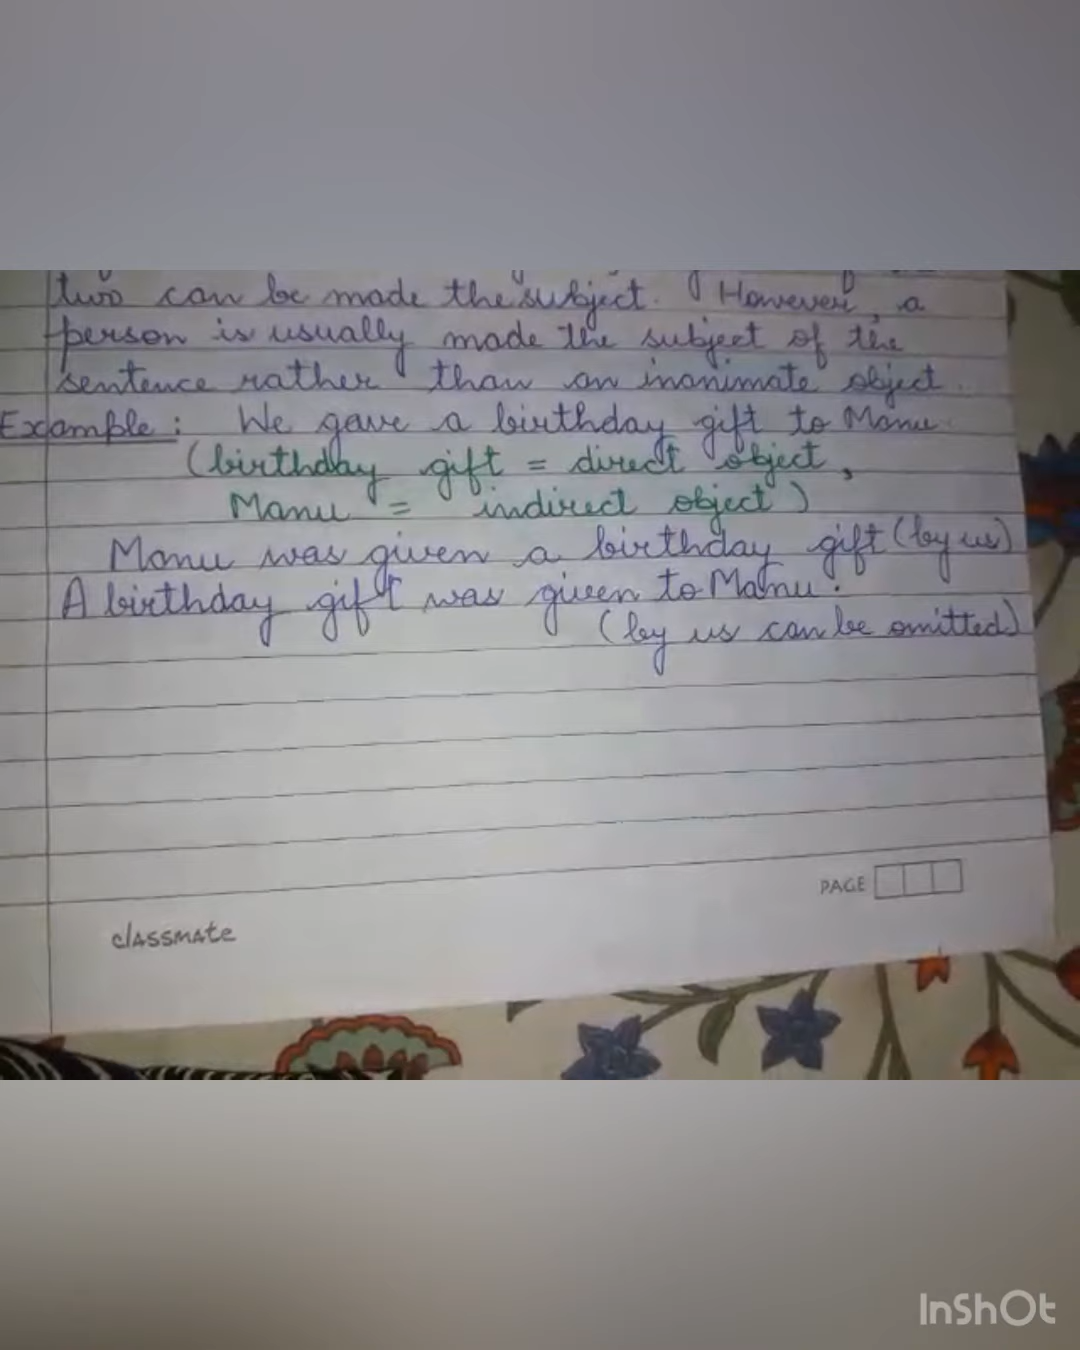 two can be made the subject. However, a
person is usually made the subject of the
sentence rather than an inanimate object.
Example: We gave a birthday gift to Manu.
(birthday gift = direct object,
Manu = indirect object)
Manu was given a birthday gift (by us)
A birthday gift was given to Manu.
(by us can be omitted)
PAGE
classmate
InShOt